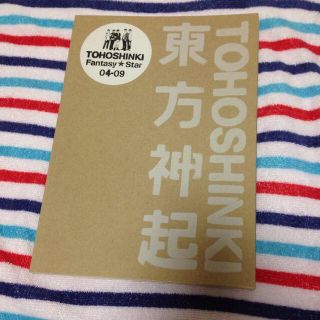 TOHOSHINKI
Fantasy★Star
04-09
東方神起
TOHOSHINKI